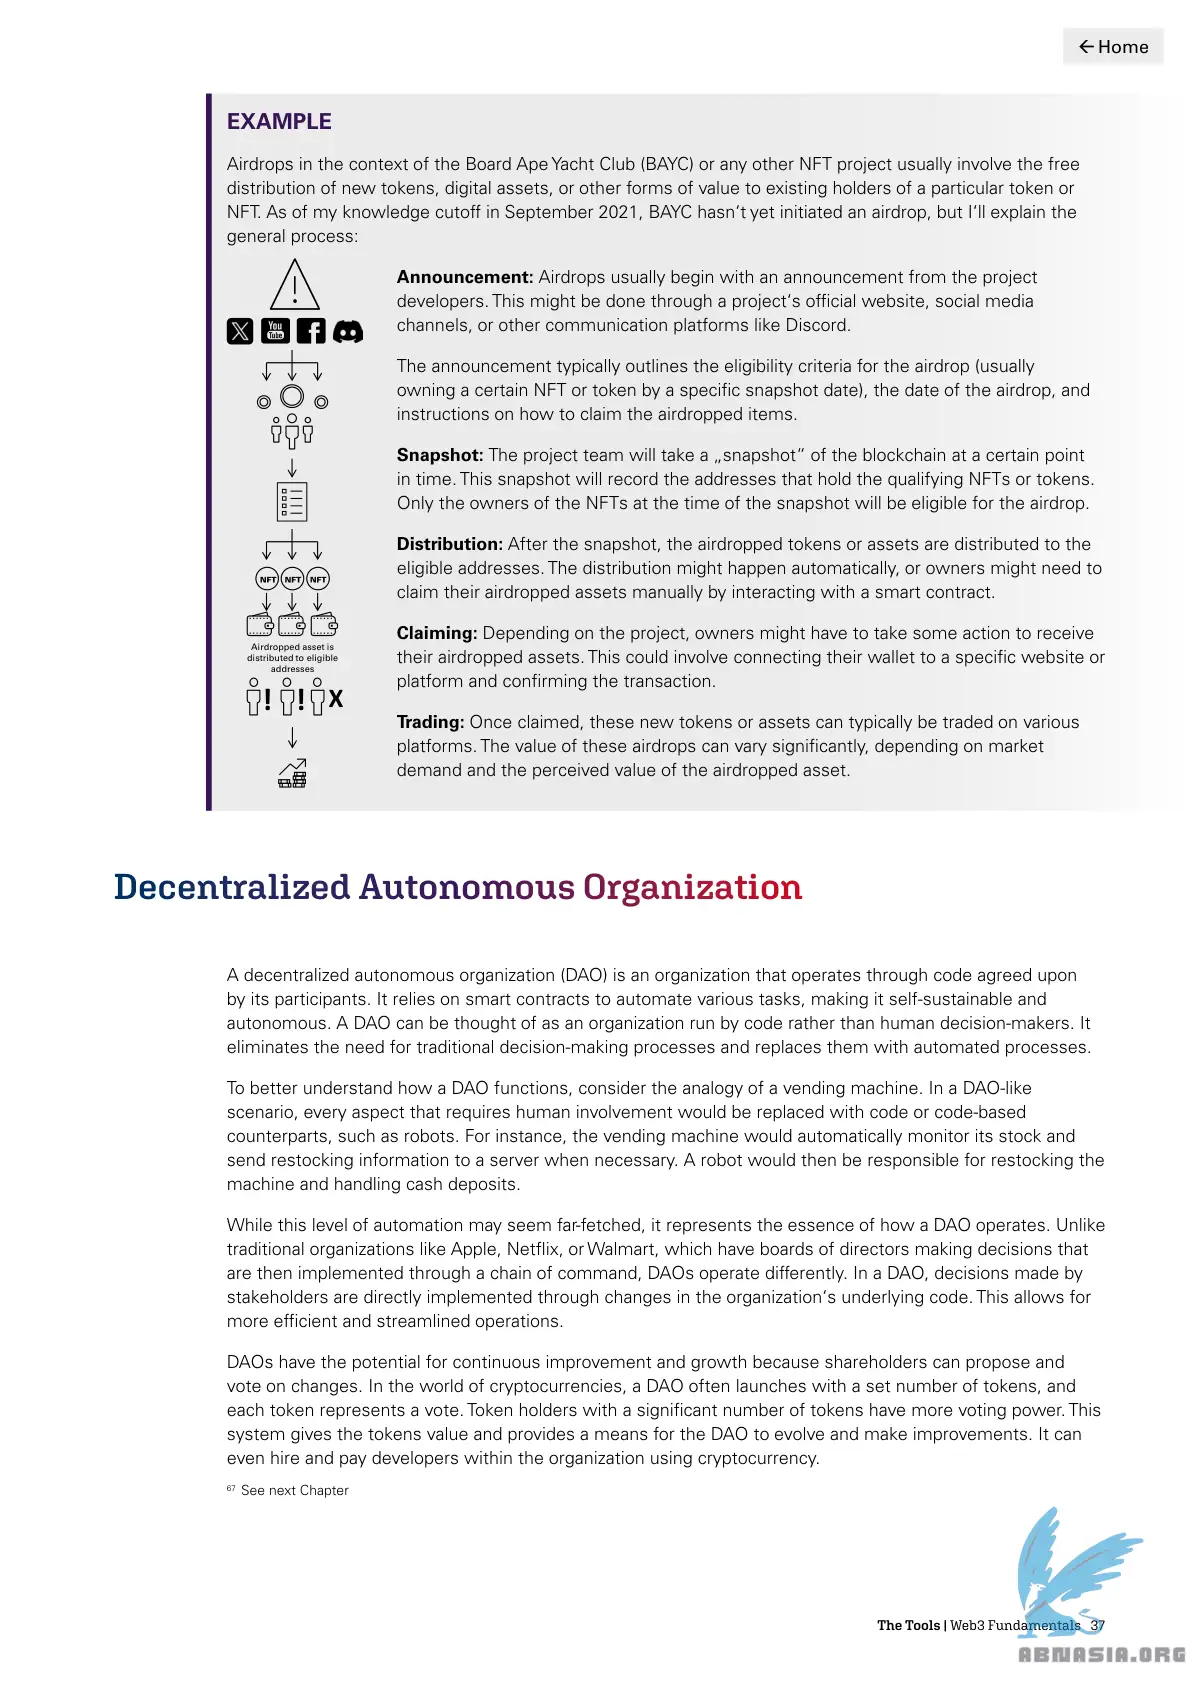 ← Home
EXAMPLE
Airdrops in the context of the Board Ape Yacht Club (BAYC) or any other NFT project usually involve the free
distribution of new tokens, digital assets, or other forms of value to existing holders of a particular token or
NFT. As of my knowledge cutoff in September 2021, BAYC hasn‘t yet initiated an airdrop, but I‘ll explain the
general process:
Announcement: Airdrops usually begin with an announcement from the project
developers. This might be done through a project‘s official website, social media
channels, or other communication platforms like Discord.
The announcement typically outlines the eligibility criteria for the airdrop (usually
owning a certain NFT or token by a specific snapshot date), the date of the airdrop, and
instructions on how to claim the airdropped items.
Snapshot: The project team will take a „snapshot“ of the blockchain at a certain point
in time. This snapshot will record the addresses that hold the qualifying NFTs or tokens.
Only the owners of the NFTs at the time of the snapshot will be eligible for the airdrop.
Distribution: After the snapshot, the airdropped tokens or assets are distributed to the
eligible addresses. The distribution might happen automatically, or owners might need to
claim their airdropped assets manually by interacting with a smart contract.
Claiming: Depending on the project, owners might have to take some action to receive
their airdropped assets. This could involve connecting their wallet to a specific website or
platform and confirming the transaction.
Trading: Once claimed, these new tokens or assets can typically be traded on various
platforms. The value of these airdrops can vary significantly, depending on market
demand and the perceived value of the airdropped asset.
You Tube
NFT NFT NFT
Airdropped asset is
distributed to eligible
addresses
! ! X
Decentralized Autonomous Organization
A decentralized autonomous organization (DAO) is an organization that operates through code agreed upon
by its participants. It relies on smart contracts to automate various tasks, making it self-sustainable and
autonomous. A DAO can be thought of as an organization run by code rather than human decision-makers. It
eliminates the need for traditional decision-making processes and replaces them with automated processes.
To better understand how a DAO functions, consider the analogy of a vending machine. In a DAO-like
scenario, every aspect that requires human involvement would be replaced with code or code-based
counterparts, such as robots. For instance, the vending machine would automatically monitor its stock and
send restocking information to a server when necessary. A robot would then be responsible for restocking the
machine and handling cash deposits.
While this level of automation may seem far-fetched, it represents the essence of how a DAO operates. Unlike
traditional organizations like Apple, Netflix, or Walmart, which have boards of directors making decisions that
are then implemented through a chain of command, DAOs operate differently. In a DAO, decisions made by
stakeholders are directly implemented through changes in the organization‘s underlying code. This allows for
more efficient and streamlined operations.
DAOs have the potential for continuous improvement and growth because shareholders can propose and
vote on changes. In the world of cryptocurrencies, a DAO often launches with a set number of tokens, and
each token represents a vote. Token holders with a significant number of tokens have more voting power. This
system gives the tokens value and provides a means for the DAO to evolve and make improvements. It can
even hire and pay developers within the organization using cryptocurrency.
67 See next Chapter
The Tools | Web3 Fundamentals 37
ABNASIA.ORG